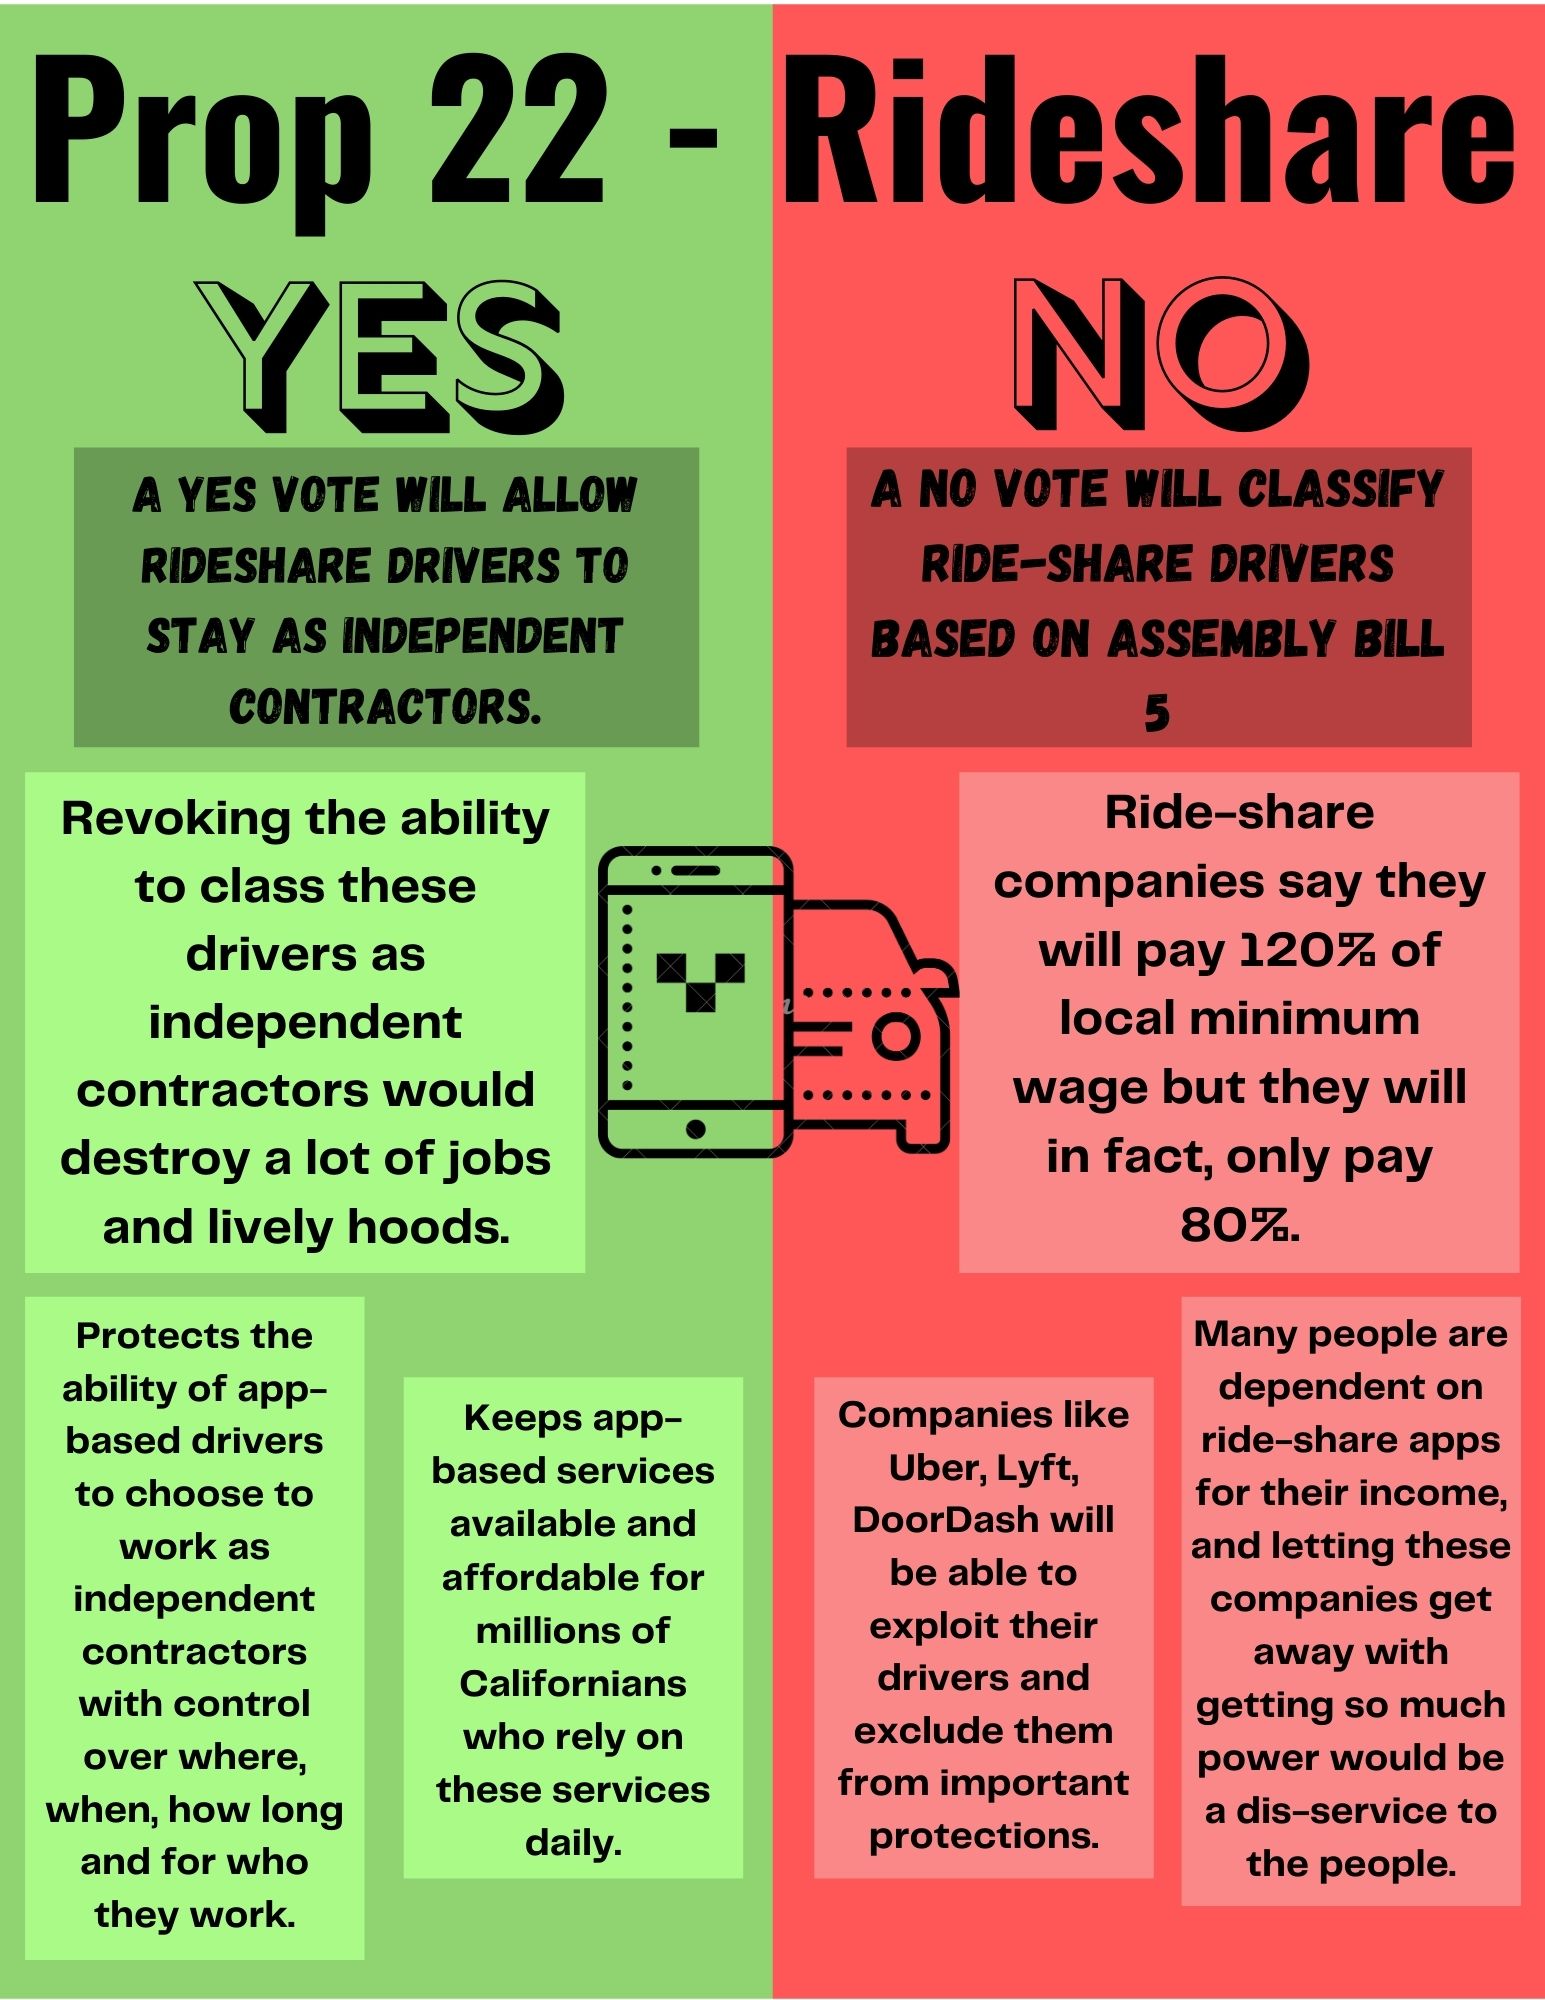 Prop 22 - Rideshare
YES
A YES VOTE WILL ALLOW
RIDESHARE DRIVERS TO
STAY AS INDEPENDENT
CONTRACTORS.
Revoking the ability
to class these
drivers as
independent
contractors would
destroy a lot of jobs
and lively hoods.
Protects the
ability of app-
based drivers
to choose to
work as
independent
contractors
with control
over where,
when, how long
and for who
they work.
Keeps app-
based services
available and
affordable for
millions of
Californians
who rely on
these services
daily.
NO
A NO VOTE WILL CLASSIFY
RIDE-SHARE DRIVERS
BASED ON ASSEMBLY BILL
5
Ride-share
companies say they
will pay 120% of
local minimum
wage but they will
in fact, only pay
80%.
Companies like
Uber, Lyft,
DoorDash will
be able to
exploit their
drivers and
exclude them
from important
protections.
Many people are
dependent on
ride-share apps
for their income,
and letting these
companies get
away with
getting so much
power would be
a dis-service to
the people.